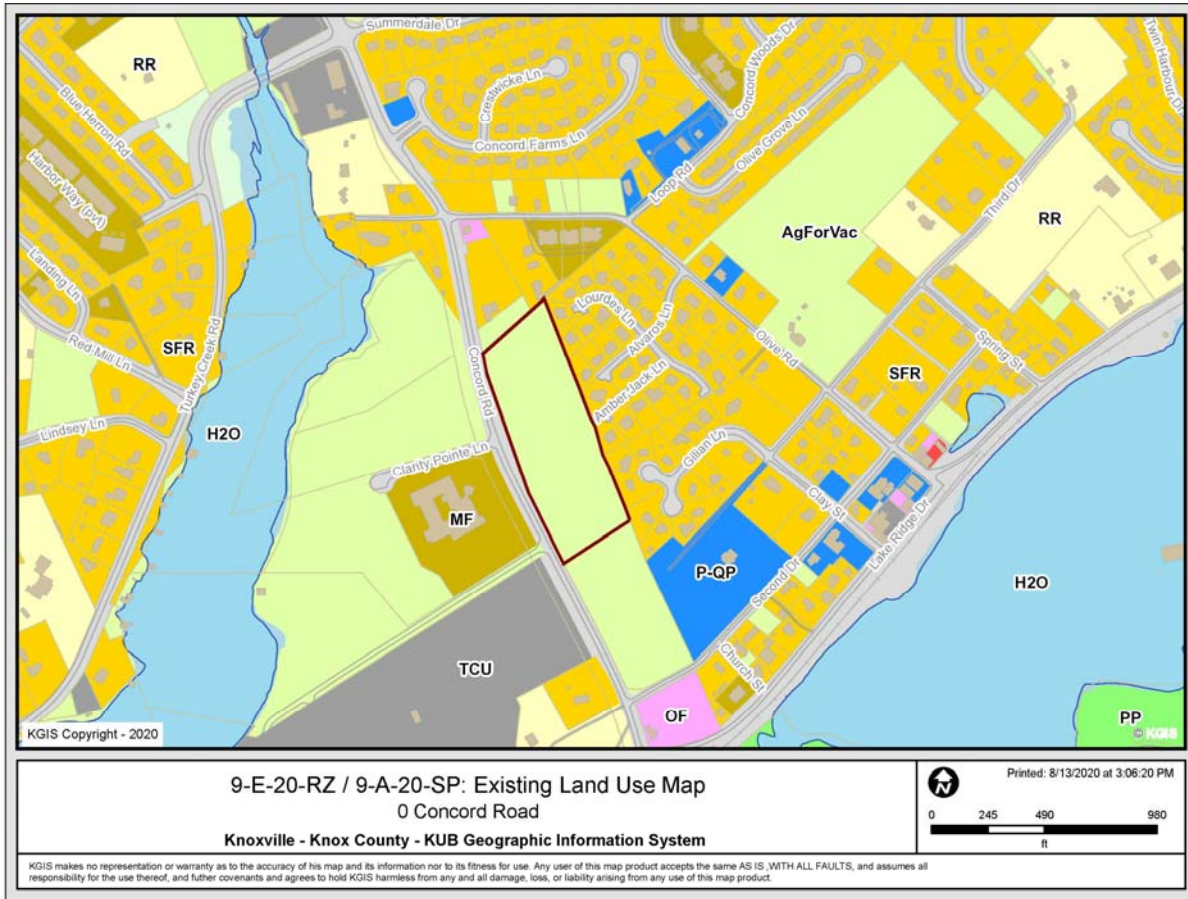 Summerdale Dr
RR
Blue Herron Rd
Crestwicke Ln
Concord Woods Dr
Twin Harbour Dr
Harbor Way (pvt)
Concord Farms Ln
Olive Grove Ln
Loop Rd
Third Dr
RR
AgForVac
Landing Ln
Lourdes Ln
Alvaros Ln
Red Mill Ln
SFR
Turkey Creek Rd
Concord Rd
Olive Rd
Spring St
Amber Jack Ln
SFR
Lindsey Ln
H2O
Clarity Pointe Ln
Gilian Ln
MF
Clay St
Lake Ridge Dr
P-QP
Second Dr
H2O
TCU
Church St
OF
PP
KGIS Copyright - 2020
© KGIS
9-E-20-RZ / 9-A-20-SP: Existing Land Use Map
0 Concord Road
Knoxville - Knox County - KUB Geographic Information System
N
Printed: 8/13/2020 at 3:06:20 PM
0 245 490 980
ft
KGIS makes no representation or warranty as to the accuracy of his map and its information nor to its fitness for use. Any user of this map product accepts the same AS IS ,WITH ALL FAULTS, and assumes all
responsibility for the use thereof, and futher covenants and agrees to hold KGIS harmless from any and all damage, loss, or liability arising from any use of this map product.